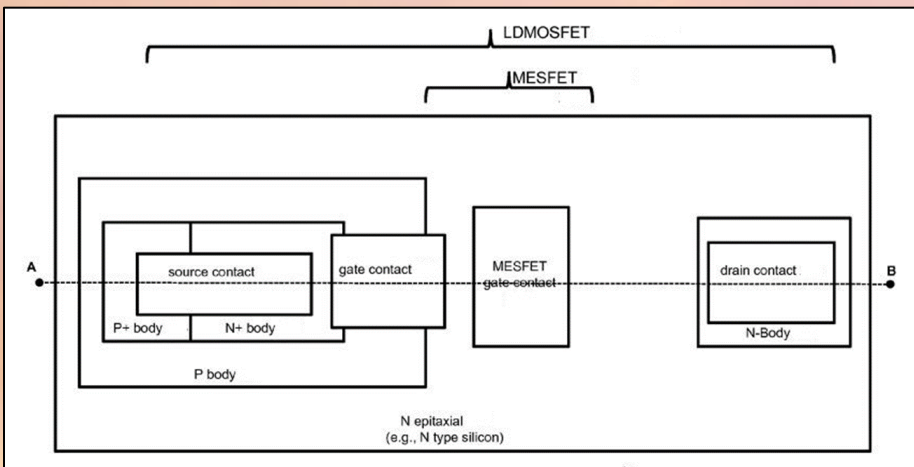 LDMOSFET
MESFET
A
source contact
gate contact
MESFET
gate contact
drain contact
B
P+ body
N+ body
N-Body
P body
N epitaxial
(e.g., N type silicon)